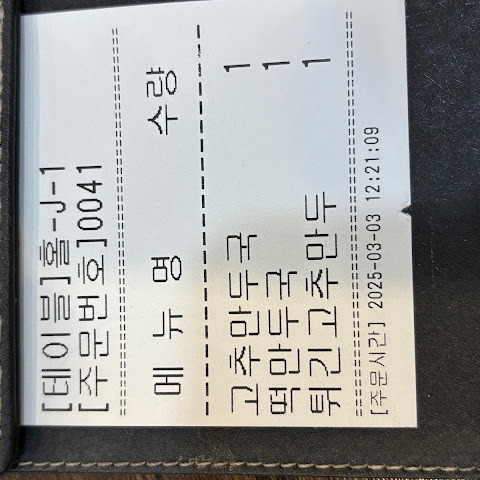 [테이블]홀-J-1
[주문번호]0041
================================
메 뉴 명 수량
--------------------------------
고추만두국 1
떡만두국 1
튀긴고추만두 1
================================
[주문시간] 2025-03-03 12:21:09